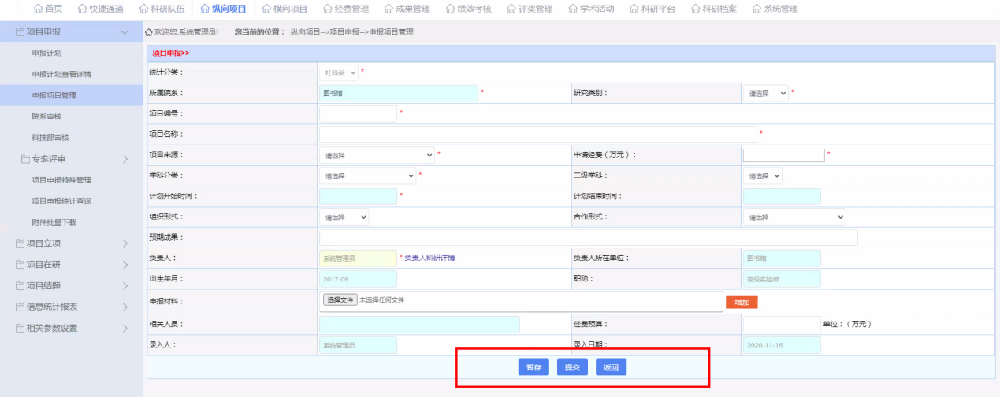 首页 快捷通道 科研队伍 纵向项目 横向项目 经费管理 成果管理 绩效考核 评奖管理 学术活动 科研平台 科研档案 系统管理
项目申报
申报计划
申报计划查看详情
申报项目管理
院系审核
科技部审核
专家评审
项目申报特殊管理
项目申报统计查询
附件批量下载
项目立项
项目在研
项目结题
信息统计报表
相关参数设置
欢迎您,系统管理员! 您当前的位置： 纵向项目-->项目申报-->申报项目管理
项目申报>>
统计分类： 社科类 *
所属院系： 图书馆 * 研究类别： 请选择 *
项目编号： *
项目名称： *
项目来源： 请选择 * 申请经费（万元）： *
学科分类： 请选择 * 二级学科： 请选择
计划开始时间： * 计划结束时间：
组织形式： 请选择 合作形式： 请选择
预期成果：
负责人： 系统管理员 * 负责人科研详情 负责人所在单位： 图书馆
出生年月： 2017-09 职称： 高级实验师
申报材料： 选择文件 未选择任何文件 增加
相关人员： 经费预算： 单位：（万元）
录入人： 系统管理员 录入日期： 2020-11-16
暂存 提交 返回